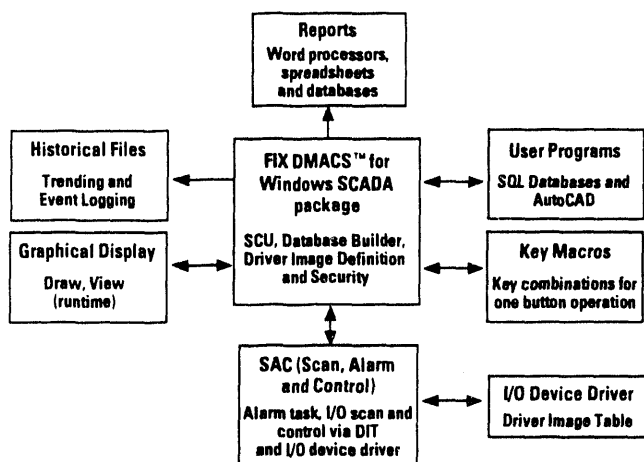 Reports
Word processors,
spreadsheets
and databases
Historical Files
Trending and
Event Logging
FIX DMACS™ for
Windows SCADA
package
SCU, Database Builder,
Driver Image Definition
and Security
User Programs
SQL Databases and
AutoCAD
Graphical Display
Draw, View
(runtime)
Key Macros
Key combinations for
one button operation
SAC (Scan, Alarm
and Control)
Alarm task, I/O scan and
control via DIT
and I/O device driver
I/O Device Driver
Driver Image Table